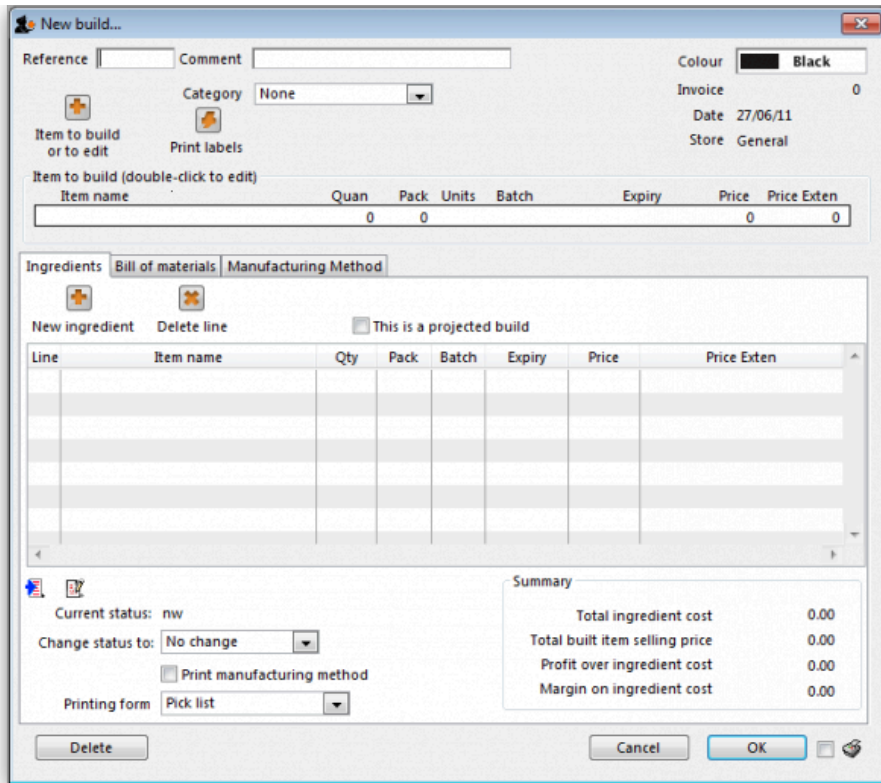 New build...
Reference Comment Colour Black
Category None Invoice 0
Date 27/06/11
Item to build
or to edit Print labels Store General
Item to build (double-click to edit)
Item name Quan Pack Units Batch Expiry Price Price Exten
0 0 0 0
Ingredients Bill of materials Manufacturing Method
New ingredient Delete line This is a projected build
Line Item name Qty Pack Batch Expiry Price Price Exten
Summary
Current status: nw Total ingredient cost 0.00
Change status to: No change Total built item selling price 0.00
Print manufacturing method Profit over ingredient cost 0.00
Printing form Pick list Margin on ingredient cost 0.00
Delete Cancel OK